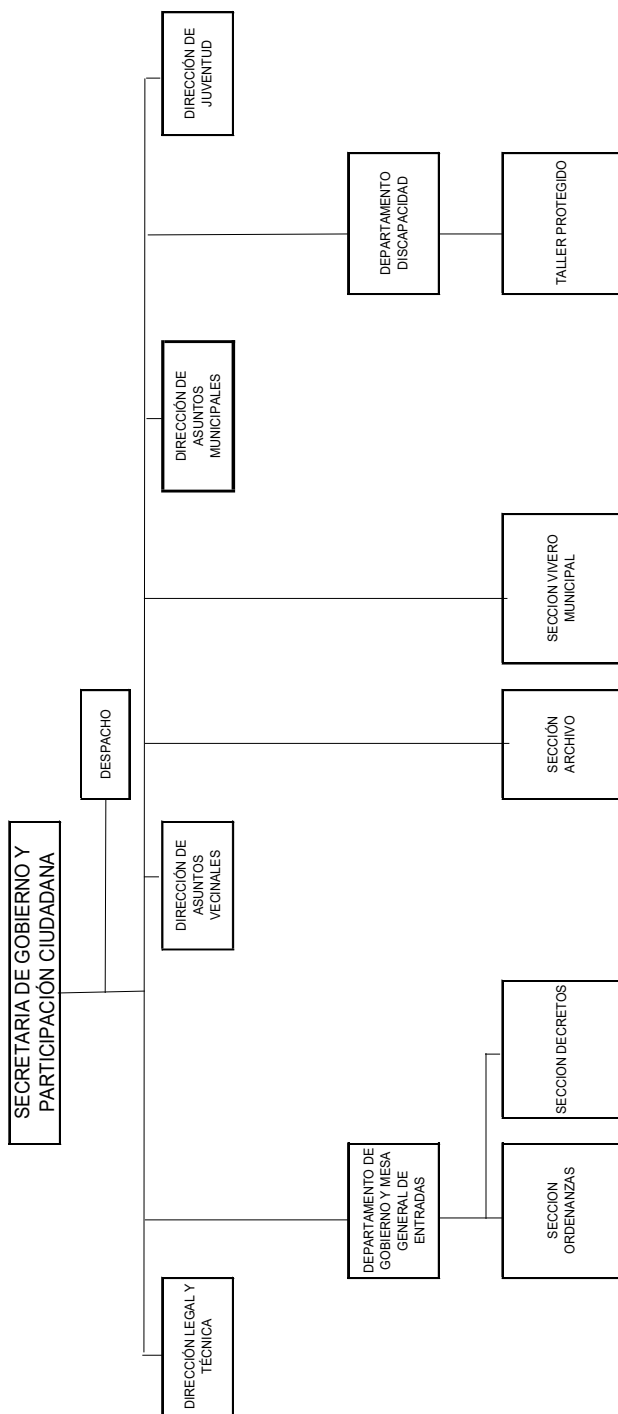 SECRETARIA DE GOBIERNO Y
PARTICIPACIÓN CIUDADANA
DESPACHO
DIRECCIÓN LEGAL Y
TÉCNICA
DIRECCIÓN DE
ASUNTOS
VECINALES
DIRECCIÓN DE
ASUNTOS
MUNICIPALES
DIRECCIÓN DE
JUVENTUD
DEPARTAMENTO DE
GOBIERNO Y MESA
GENERAL DE
ENTRADAS
DEPARTAMENTO
DISCAPACIDAD
SECCION
ORDENANZAS
SECCION DECRETOS
SECCIÓN
ARCHIVO
SECCION VIVERO
MUNICIPAL
TALLER PROTEGIDO